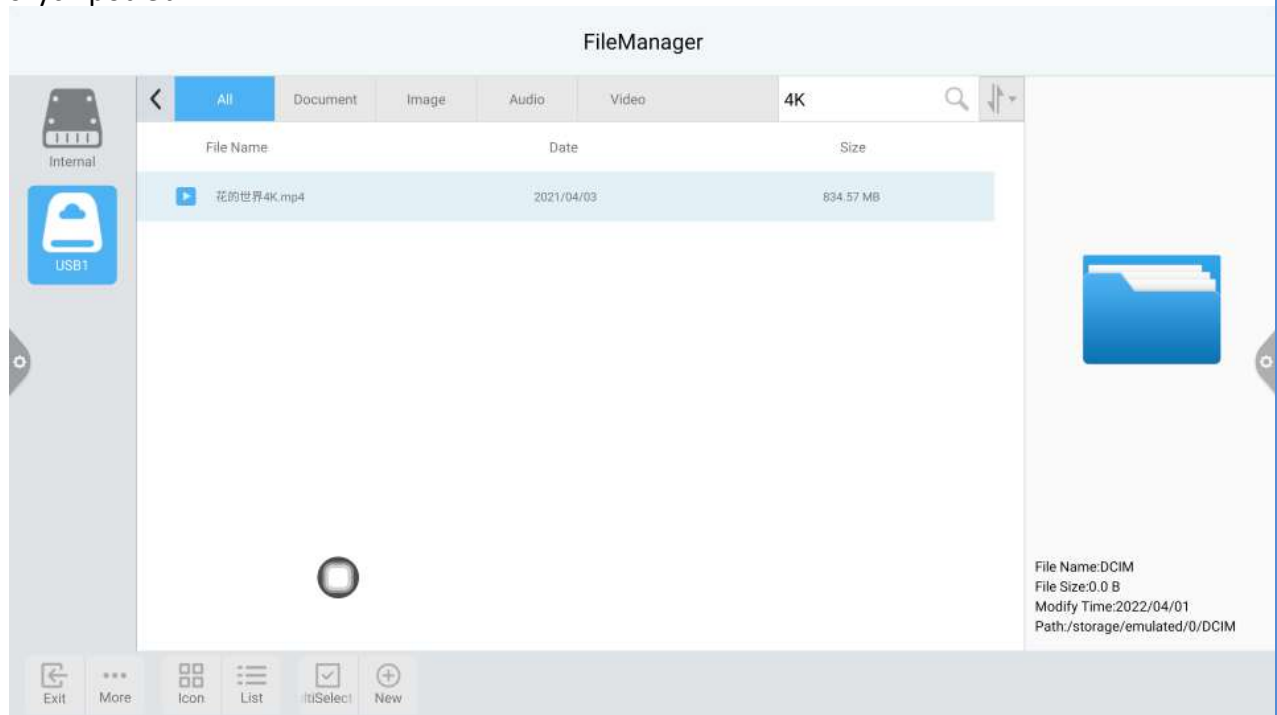 FileManager
Internal
USB1
All Document Image Audio Video 4K
File Name Date Size
花的世界4K.mp4 2021/04/03 834.57 MB
File Name:DCIM
File Size:0.0 B
Modify Time:2022/04/01
Path:/storage/emulated/0/DCIM
Exit More Icon List ltiSelect New